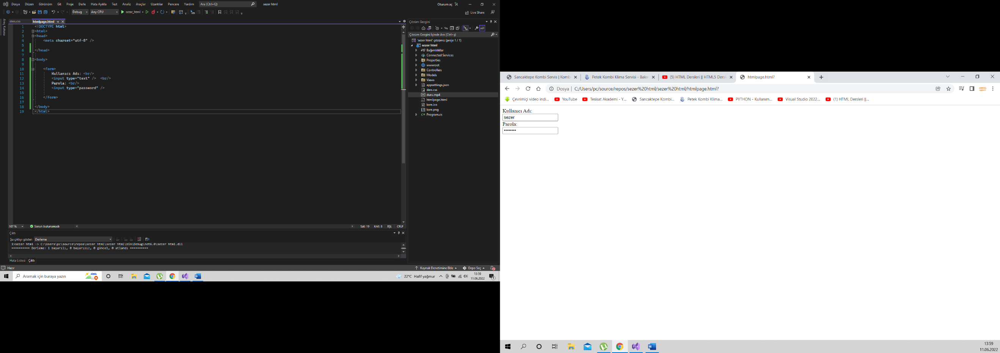 Dosya Düzen Görünüm Git Proje Derle Hata Ayıkla Test Analiz Araçlar Uzantılar Pencere Yardım Ara (Ctrl+Q) sezer html Oturum aç
Debug Any CPU sezer_html Live Share
Araç Kutusu
ders.css htmlpage.html
1 <!DOCTYPE html>
2 <html>
3 <head>
4 <meta charset="utf-8" />
5
6 </head>
7
8 <body>
9
10 <form>
11 Kullanıcı Adı: <br/>
12 <input type="text" /> <br/>
13 Parola: <br/>
14 <input type="password" />
15
16 </form>
17
18 </body>
19 </html>
107 % Sorun bulunamadı Sat: 19 Krkt: 8 BŞL CRLF
Çıktı
Şu çıktıyı göster: Derleme
1>sezer html -> C:\Users\pc\source\repos\sezer html\sezer html\bin\Debug\net6.0\sezer html.dll
========== Derleme: 1 başarılı, 0 başarısız, 0 güncel, 0 atlandı ==========
Hata Listesi Çıktı
Çözüm Gezgini
Çözüm Gezgini İçinde Ara (Ctrl+ş)
'sezer html' çözümü (proje 1 / 1)
sezer html
Bağımlılıklar
Connected Services
Properties
wwwroot
Controllers
Models
Views
appsettings.json
ders.css
duru.mp4
htmlpage.html
kare.ico
kare.png
C# Program.cs
Hazır Kaynak Denetimine Ekle Depo Seç 2
Aramak için buraya yazın 22°C Hafif yağmur 13:59
11.06.2022 1
Sancaktepe Kombi Servis | Kombi Petek Kombi Klima Servisi - Bakım (5) HTML Dersleri || HTML5 Dersl htmlpage.html?
Dosya | C:/Users/pc/source/repos/sezer%20html/sezer%20html/htmlpage.html?
Çevrimiçi video indi... YouTube Tesisat Akademi - Y... Sancaktepe Kombi... Petek Kombi Klima... PYTHON - Kullanım... Visual Studio 2022... (1) HTML Dersleri ||...
Kullanıcı Adı:
sezer
Parola:
••••••••
13:59
11.06.2022